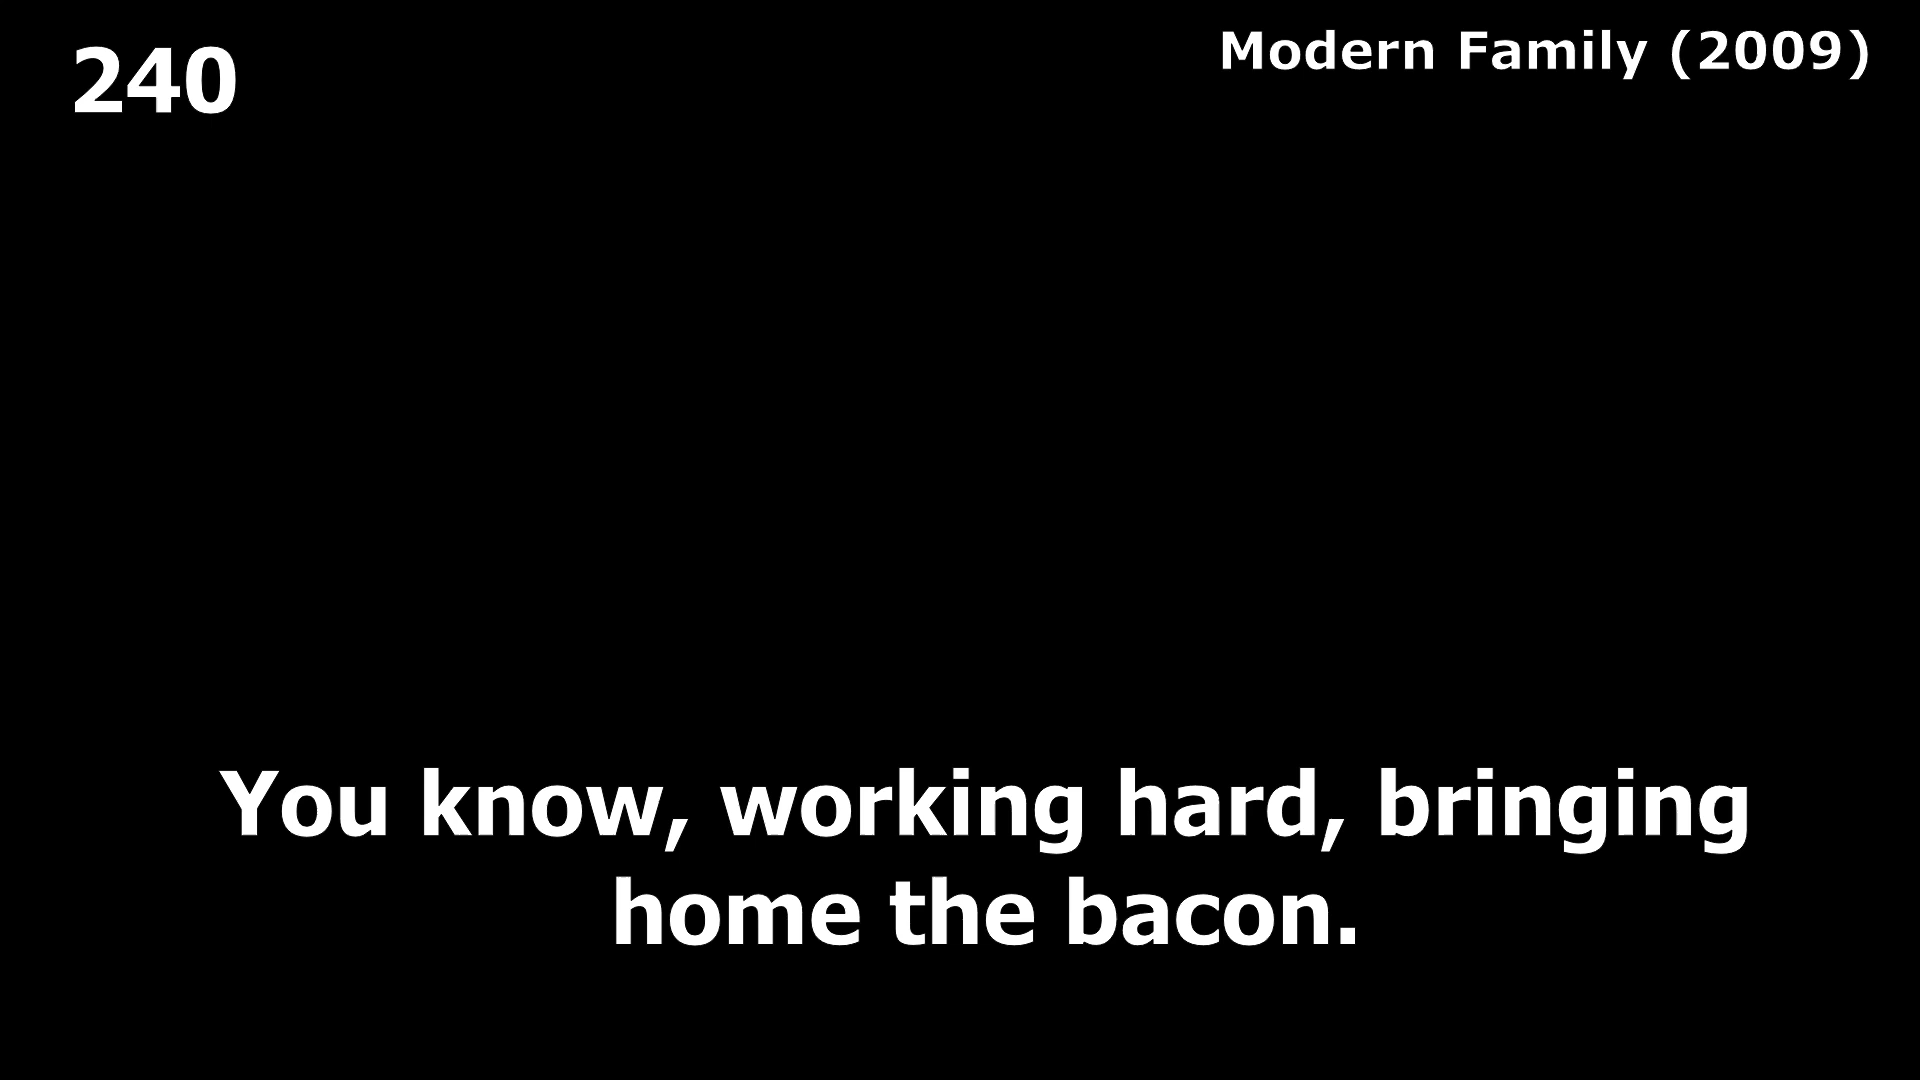 240
Modern Family (2009)
You know, working hard, bringing
home the bacon.